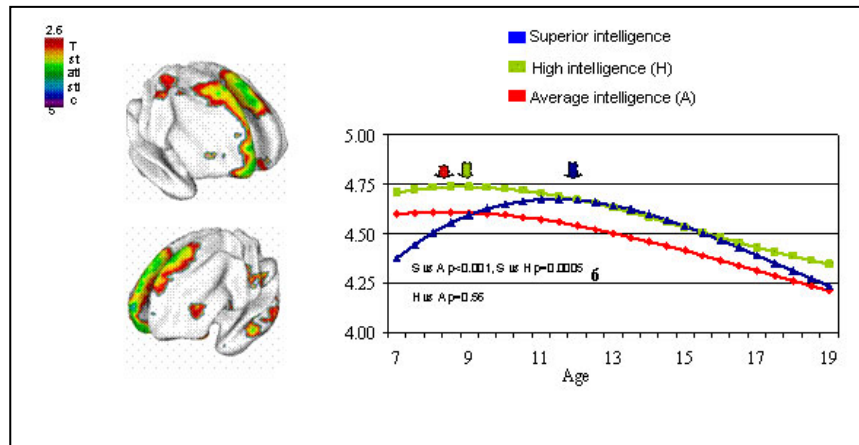 2.6
T
st
ati
sti
c
5
Superior intelligence
High intelligence (H)
Average intelligence (A)
5.00
4.75
4.50
4.25
4.00
S us A p<0.001, S us H p=0.0005
б
H us A p=0.56
7 9 11 13 15 17 19
Age